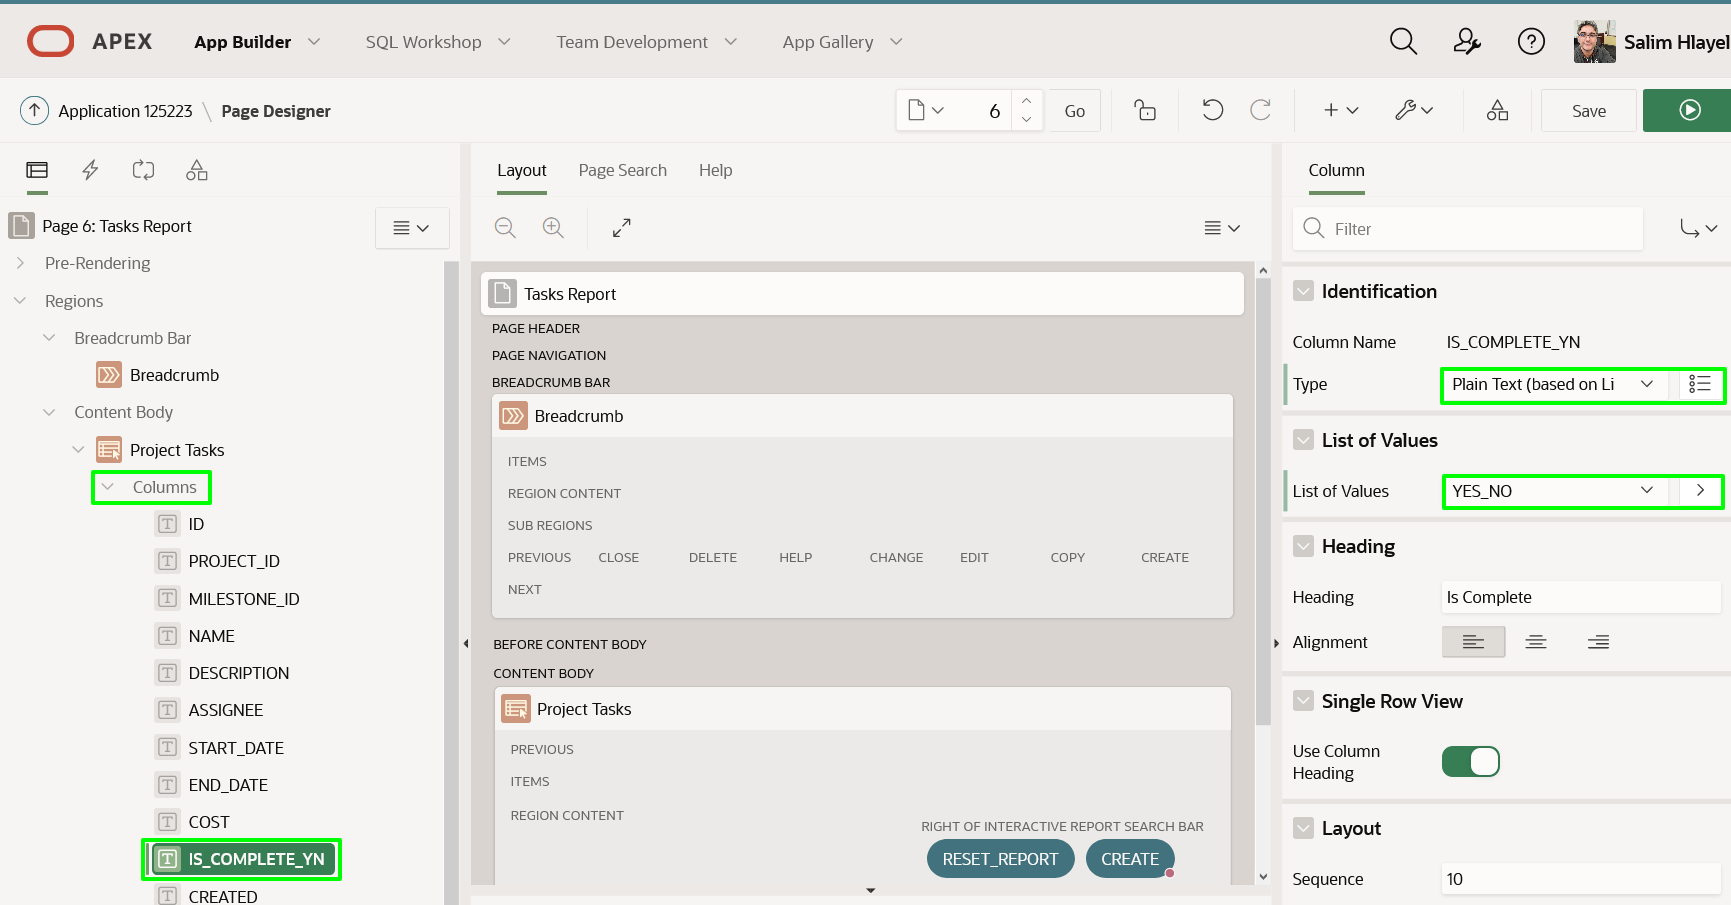 APEX App Builder SQL Workshop Team Development App Gallery Salim Hlayel
Application 125223 \ Page Designer 6 Go Save
Layout Page Search Help
Column
Page 6: Tasks Report
Pre-Rendering
Regions
Breadcrumb Bar
Breadcrumb
Content Body
Project Tasks
Columns
ID
PROJECT_ID
MILESTONE_ID
NAME
DESCRIPTION
ASSIGNEE
START_DATE
END_DATE
COST
IS_COMPLETE_YN
CREATED
Tasks Report
PAGE HEADER
PAGE NAVIGATION
BREADCRUMB BAR
Breadcrumb
ITEMS
REGION CONTENT
SUB REGIONS
PREVIOUS CLOSE DELETE HELP CHANGE EDIT COPY CREATE
NEXT
BEFORE CONTENT BODY
CONTENT BODY
Project Tasks
PREVIOUS
ITEMS
REGION CONTENT
RIGHT OF INTERACTIVE REPORT SEARCH BAR
RESET_REPORT CREATE
Filter
Identification
Column Name IS_COMPLETE_YN
Type Plain Text (based on Li
List of Values
List of Values YES_NO
Heading
Heading Is Complete
Alignment
Single Row View
Use Column
Heading
Layout
Sequence 10